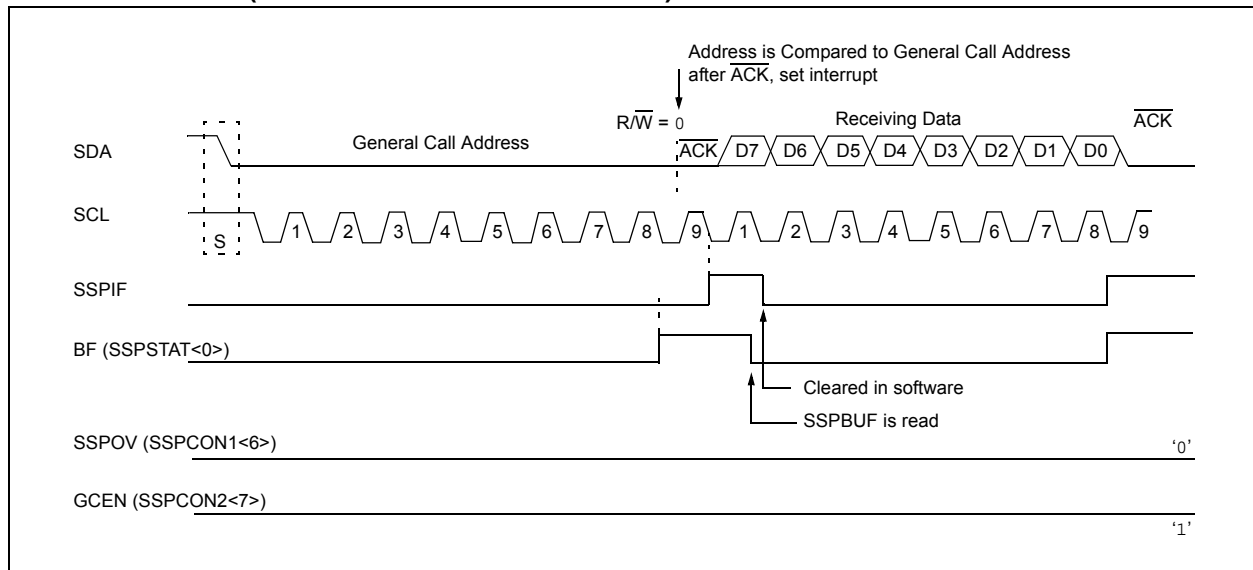 Address is Compared to General Call Address
after ACK, set interrupt
R/W = 0
Receiving Data
ACK
SDA
General Call Address
ACK D7 D6 D5 D4 D3 D2 D1 D0
SCL
S
1 2 3 4 5 6 7 8 9 1 2 3 4 5 6 7 8 9
SSPIF
BF (SSPSTAT<0>)
Cleared in software
SSPBUF is read
SSPOV (SSPCON1<6>)
‘0’
GCEN (SSPCON2<7>)
‘1’